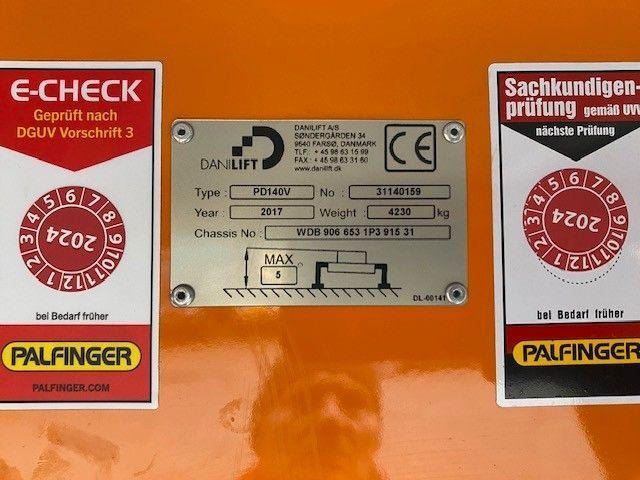 E-CHECK
Geprüft nach
DGUV Vorschrift 3
1 2 3 4 5 6 7 8 9 10 11 12
2024
bei Bedarf früher
PALFINGER
PALFINGER.COM
DANILIFT
DANILIFT A/S
SØNDERGÅRDEN 34
9640 FARSØ, DANMARK
TLF.: + 45 98 63 15 99
FAX.: + 45 98 63 31 60
www.danilift.dk
CE
Type : PD140V No : 31140159
Year : 2017 Weight : 4230 kg
Chassis No : WDB 906 653 1P3 915 31
MAX
5
DL-00141
Sachkundigen-
prüfung gemäß UVV
nächste Prüfung
1 2 3 4 5 6 7 8 9 10 11 12
2024
bei Bedarf früher
PALFINGER